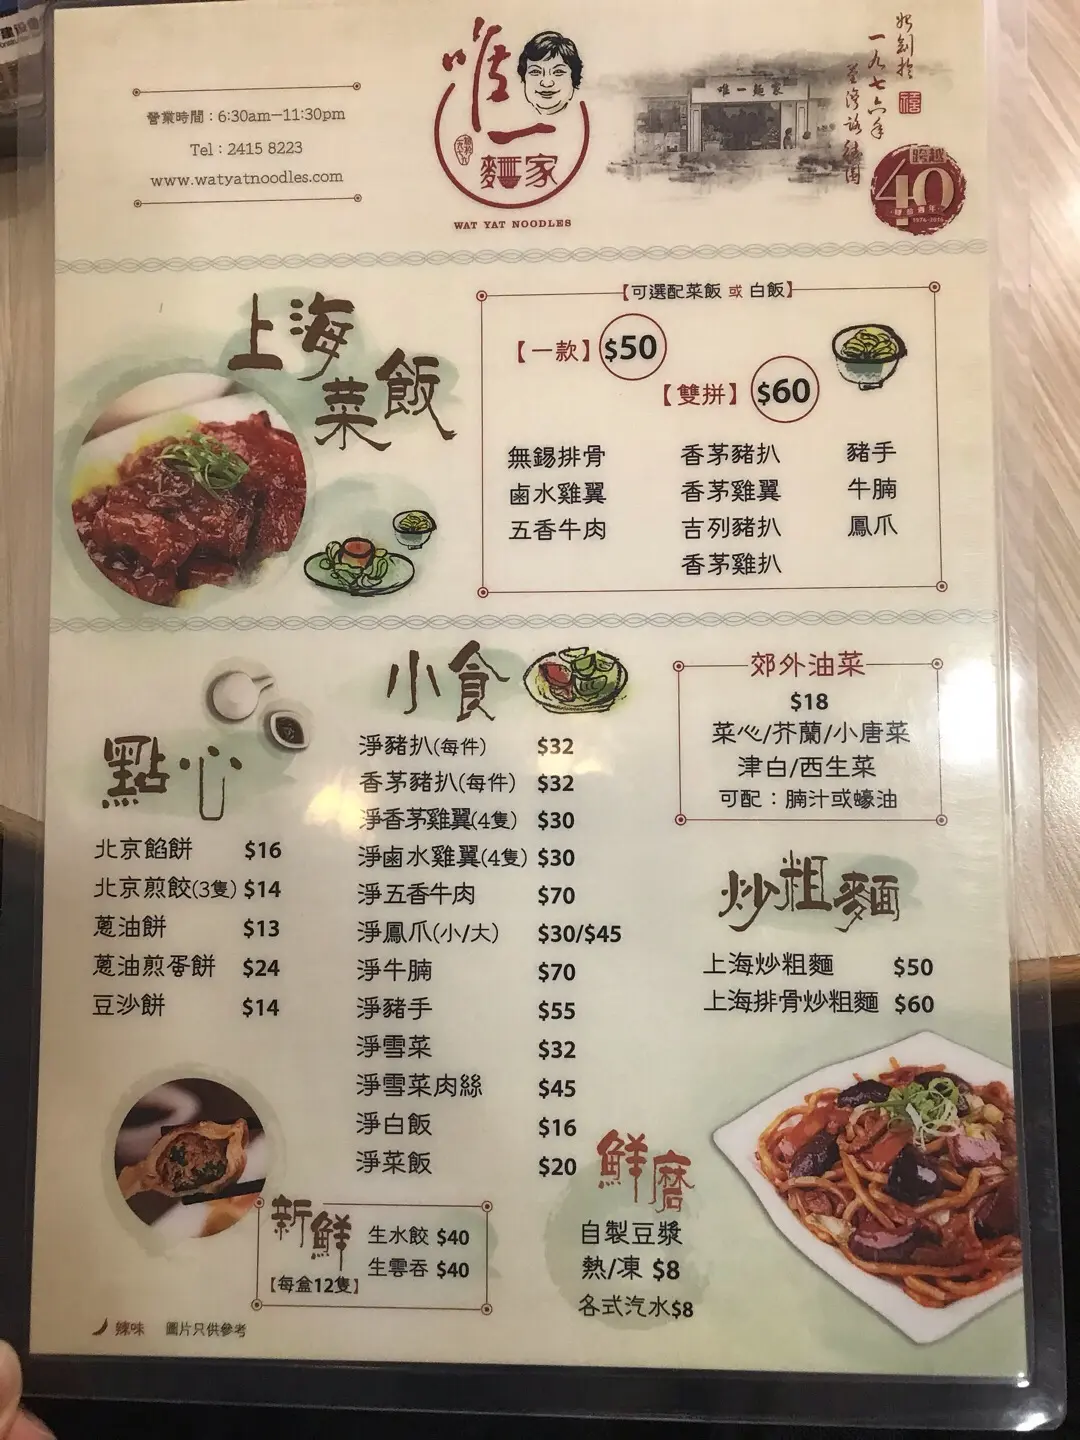 營業時間：6:30am—11:30pm
Tel：2415 8223
www.watyatnoodles.com
唯一
麵家
WAT YAT NOODLES
唯一麵家
始創於
一九七六年
荃灣路德圍
跨越
40
1976-2016
上海
菜飯
【可選配菜飯 或 白飯】
【一款】$50
【雙拼】$60
無錫排骨
鹵水雞翼
五香牛肉
香茅豬扒
香茅雞翼
吉列豬扒
香茅雞扒
豬手
牛腩
鳳爪
點心
北京餡餅 $16
北京煎餃(3隻) $14
蔥油餅 $13
蔥油煎蛋餅 $24
豆沙餅 $14
小食
淨豬扒(每件) $32
香茅豬扒(每件) $32
淨香茅雞翼(4隻) $30
淨鹵水雞翼(4隻) $30
淨五香牛肉 $70
淨鳳爪(小/大) $30/$45
淨牛腩 $70
淨豬手 $55
淨雪菜 $32
淨雪菜肉絲 $45
淨白飯 $16
淨菜飯 $20
郊外油菜
$18
菜心/芥蘭/小唐菜
津白/西生菜
可配：腩汁或蠔油
炒粗麵
上海炒粗麵 $50
上海排骨炒粗麵 $60
新鮮
【每盒12隻】
生水餃 $40
生雲吞 $40
鮮磨
自製豆漿
熱/凍 $8
各式汽水$8
辣味 圖片只供參考